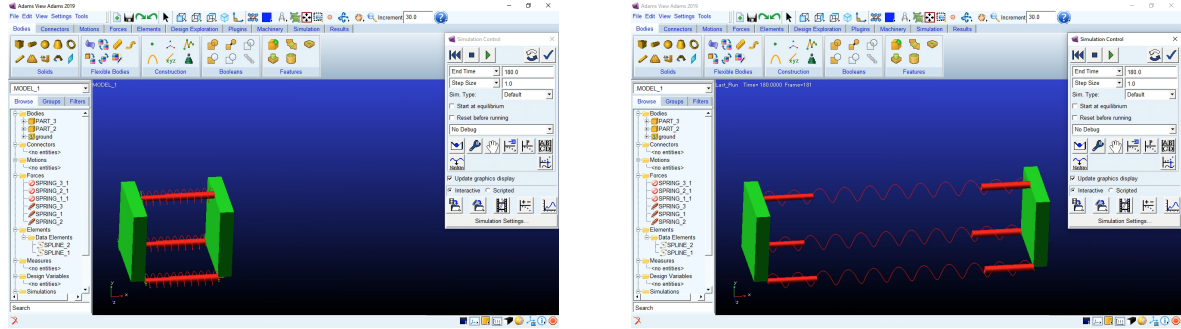 Adams View Adams 2019
File Edit View Settings Tools
Increment 30.0
Bodies Connectors Motions Forces Elements Design Exploration Plugins Machinery Simulation Results
Solids Flexible Bodies Construction Booleans Features
MODEL_1
Browse Groups Filters
Bodies
PART_3
PART_2
ground
Connectors
<no entities>
Motions
<no entities>
Forces
SPRING_3_1
SPRING_2_1
SPRING_1_1
SPRING_3
SPRING_1
SPRING_2
Elements
Data Elements
SPLINE_2
SPLINE_1
Measures
<no entities>
Design Variables
<no entities>
Simulations
Search
MODEL_1
Simulation Control
End Time 180.0
Step Size 1.0
Sim. Type: Default
Start at equilibrium
Reset before running
No Debug
Update graphics display
Interactive Scripted
Simulation Settings...
Adams View Adams 2019
File Edit View Settings Tools
Increment 30.0
Bodies Connectors Motions Forces Elements Design Exploration Plugins Machinery Simulation Results
Solids Flexible Bodies Construction Booleans Features
MODEL_1
Browse Groups Filters
Bodies
PART_3
PART_2
ground
Connectors
<no entities>
Motions
<no entities>
Forces
SPRING_3_1
SPRING_2_1
SPRING_1_1
SPRING_3
SPRING_1
SPRING_2
Elements
Data Elements
SPLINE_2
SPLINE_1
Measures
<no entities>
Design Variables
<no entities>
Simulations
Search
Last_Run Time= 180.0000 Frame=181
Simulation Control
End Time 180.0
Step Size 1.0
Sim. Type: Default
Start at equilibrium
Reset before running
No Debug
Update graphics display
Interactive Scripted
Simulation Settings...